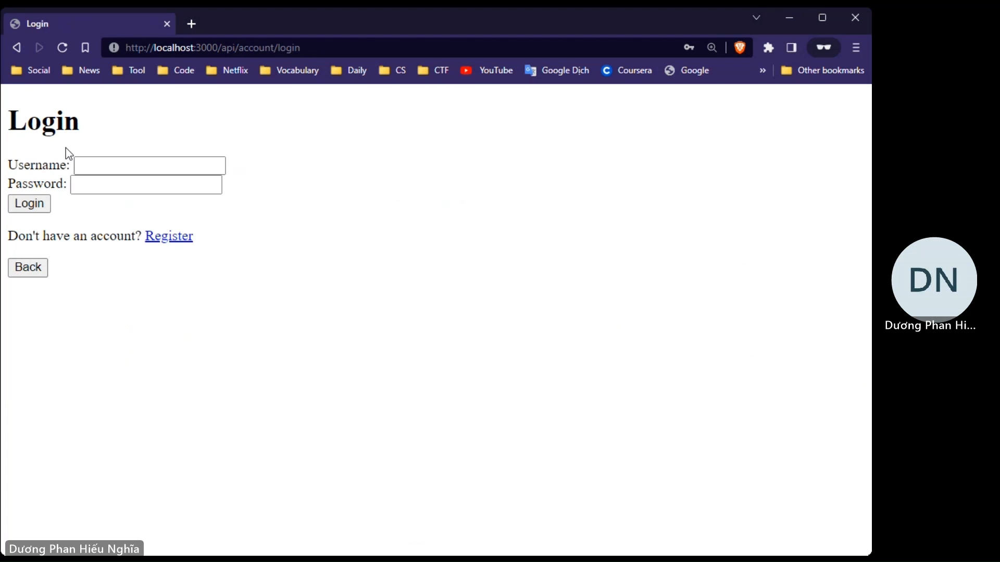 Login
http://localhost:3000/api/account/login
Social News Tool Code Netflix Vocabulary Daily CS CTF YouTube Google Dịch Coursera Google » Other bookmarks
Login
Username:
Password:
Login
Don't have an account? Register
Back
DN
Dương Phan Hi...
Dương Phan Hiếu Nghĩa